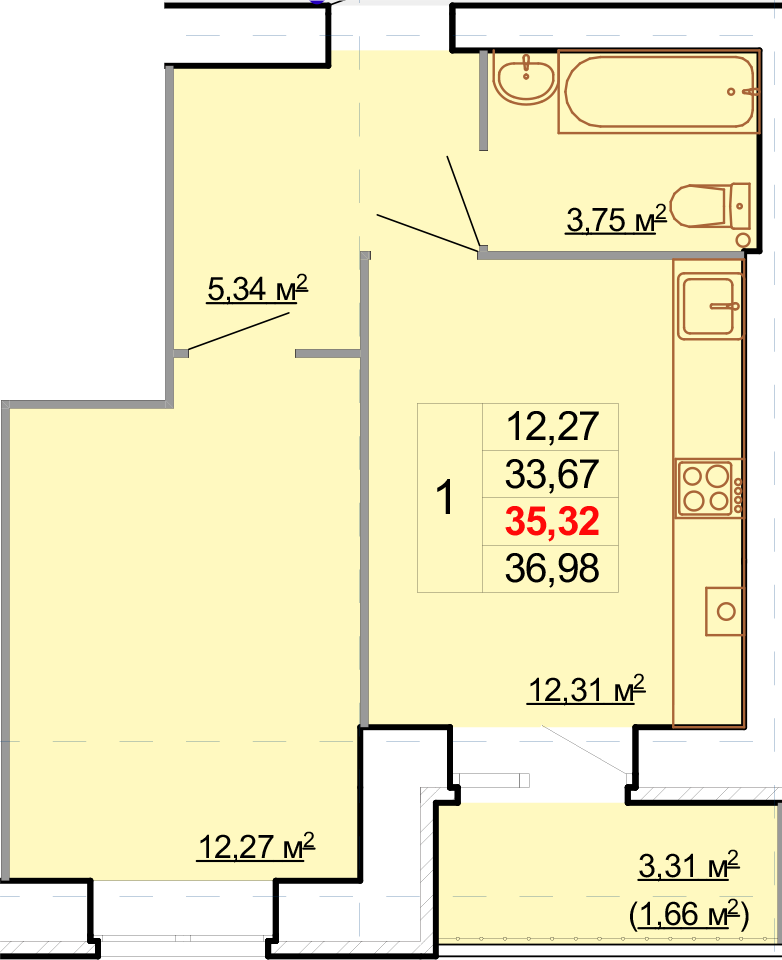 3,75 м²
5,34 м²
1
12,27
33,67
35,32
36,98
12,31 м²
12,27 м²
3,31 м²
(1,66 м²)